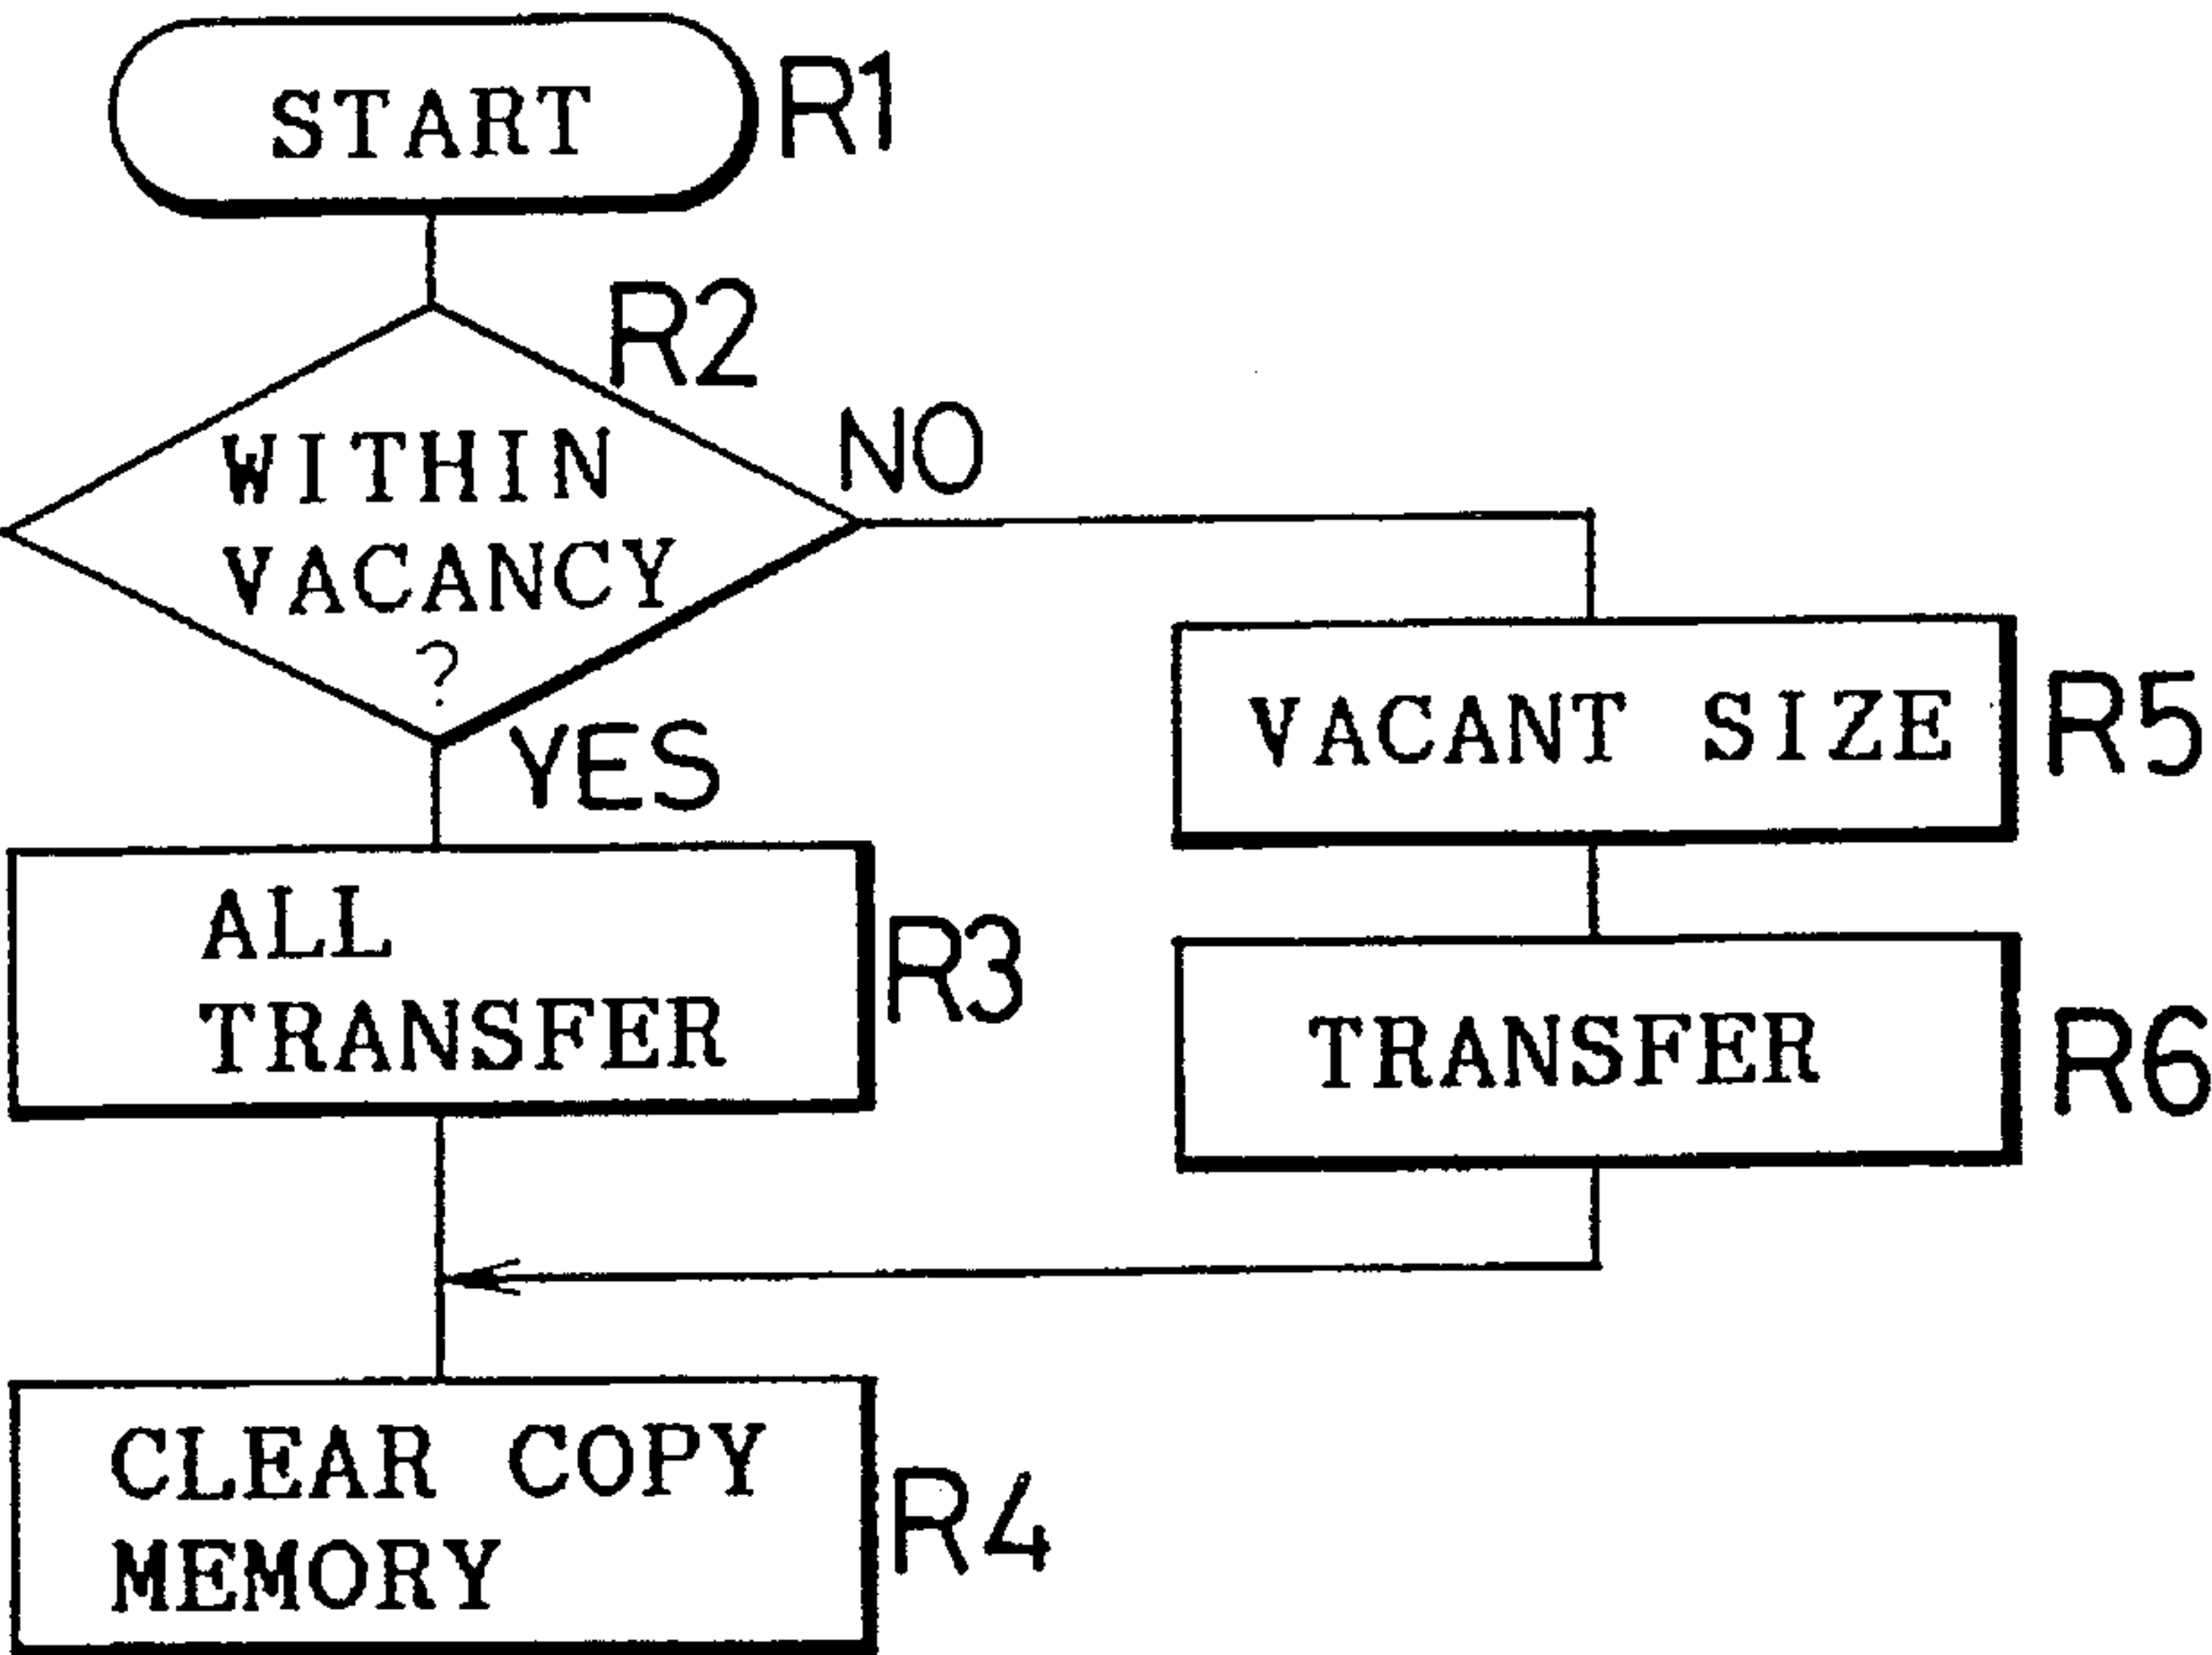 START
R1
R2
WITHIN
VACANCY
?
NO
YES
ALL
TRANSFER
R3
VACANT SIZE
R5
TRANSFER
R6
CLEAR COPY
MEMORY
R4